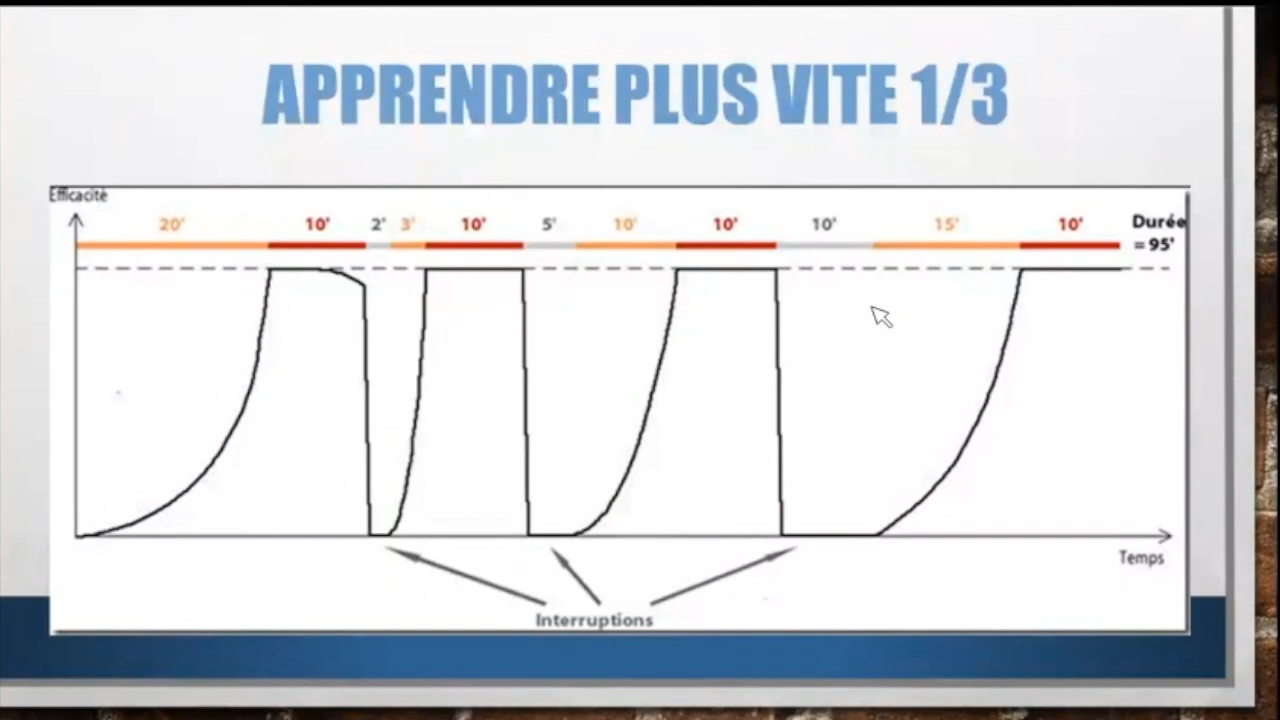 APPRENDRE PLUS VITE 1/3
Efficacité
20' 10' 2' 3' 10' 5' 10' 10' 10' 15' 10' Durée
= 95'
Temps
Interruptions